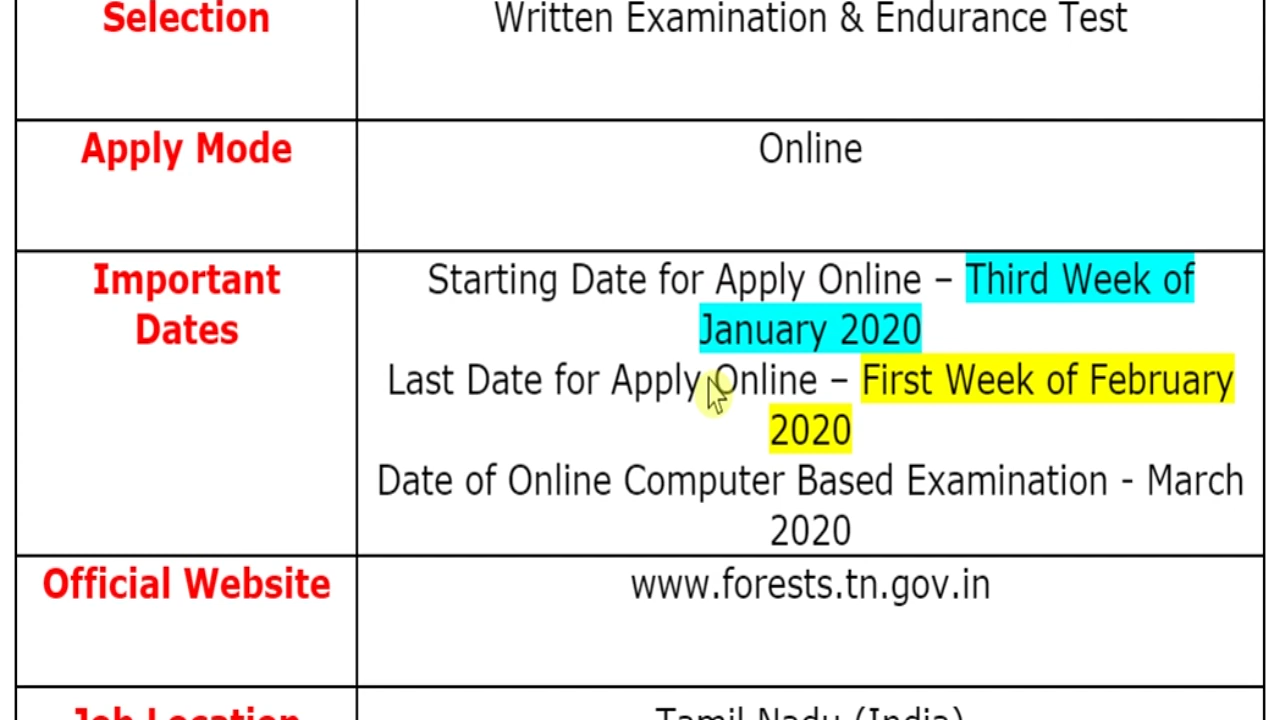 Selection
Written Examination & Endurance Test
Apply Mode
Online
Important
Dates
Starting Date for Apply Online – Third Week of
January 2020
Last Date for Apply Online – First Week of February
2020
Date of Online Computer Based Examination - March
2020
Official Website
www.forests.tn.gov.in
Job Location
Tamil Nadu (India)